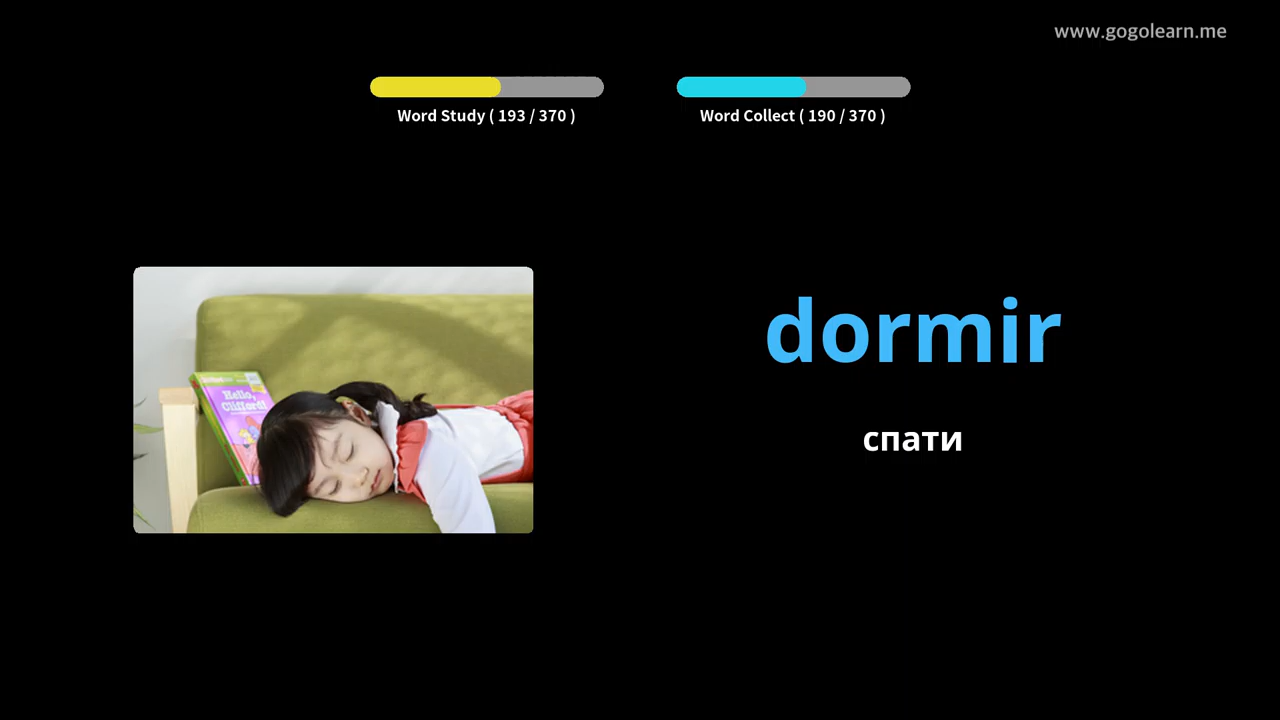 www.gogolearn.me
Word Study ( 193 / 370 )
Word Collect ( 190 / 370 )
dormir
спати
Hello,
Clifford!